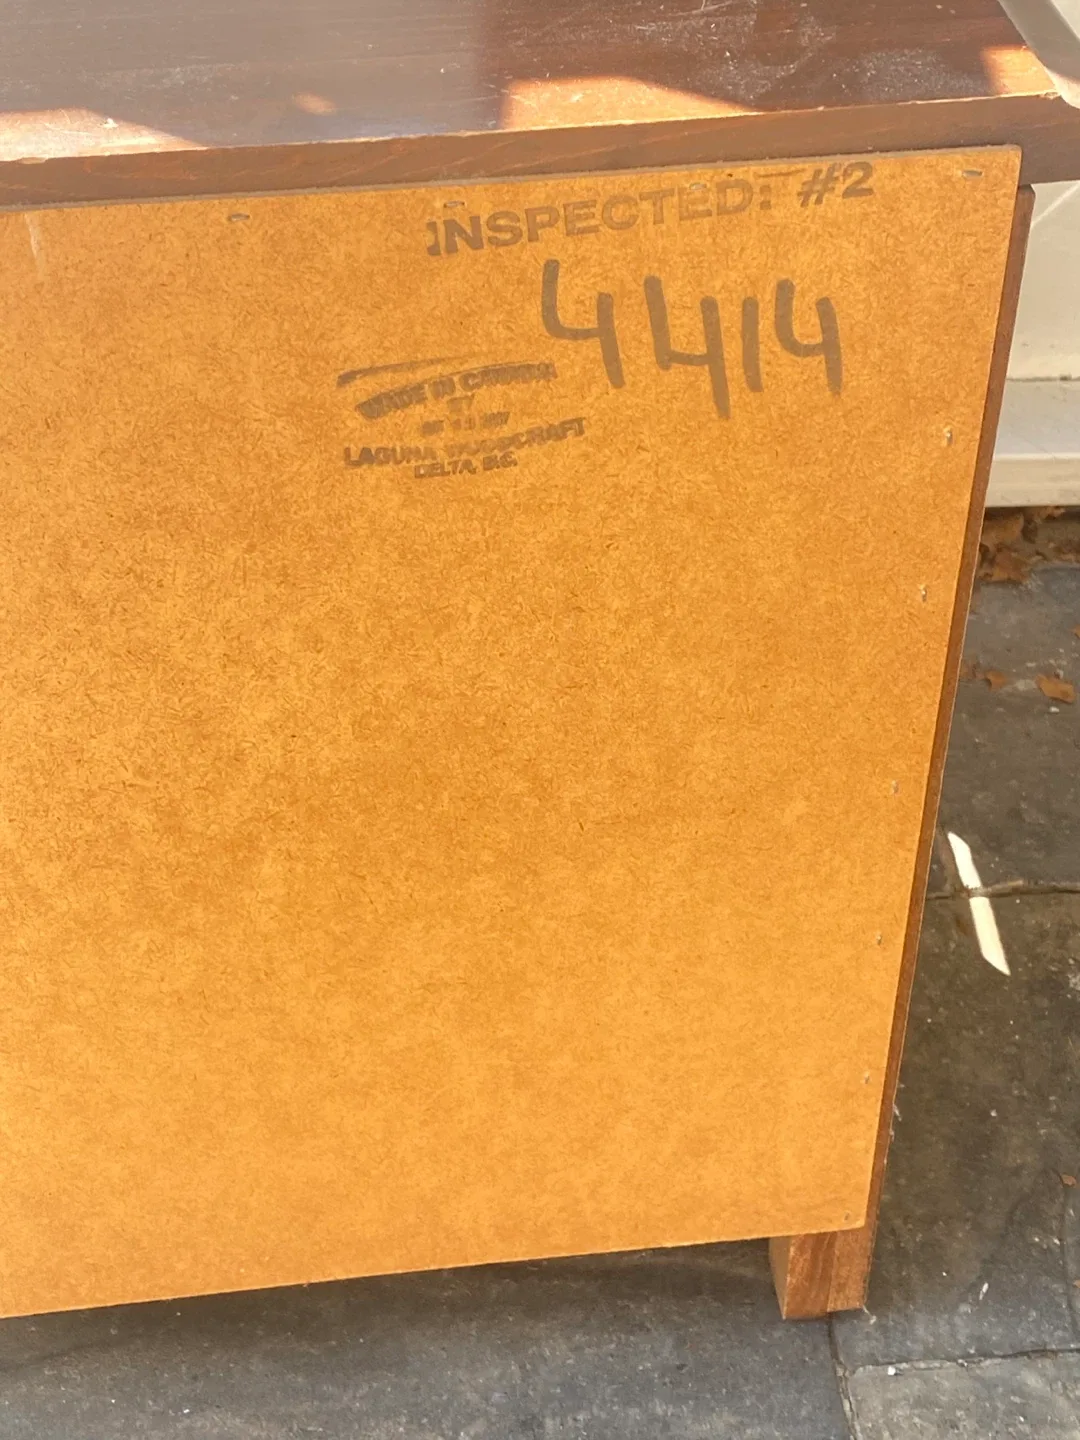 INSPECTED: #2
4414
MADE IN CANADA
BY
LAGUNA WOODCRAFT
DELTA, B.C.